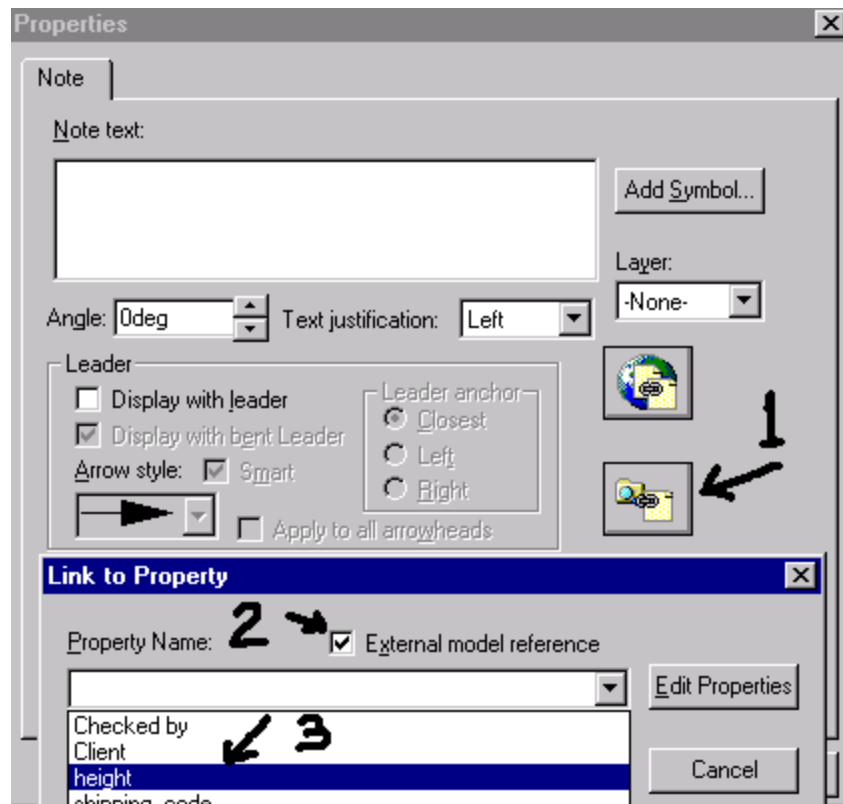 Properties
Note
Note text:
Add Symbol...
Layer:
-None-
Angle: 0deg Text justification: Left
Leader
Display with leader
Leader anchor
Display with bent Leader
Closest
Arrow style: Smart
Left
Right
Apply to all arrowheads
1
Link to Property
2
Property Name: External model reference
Edit Properties
Checked by
Client
3
height
Cancel
shipping_code